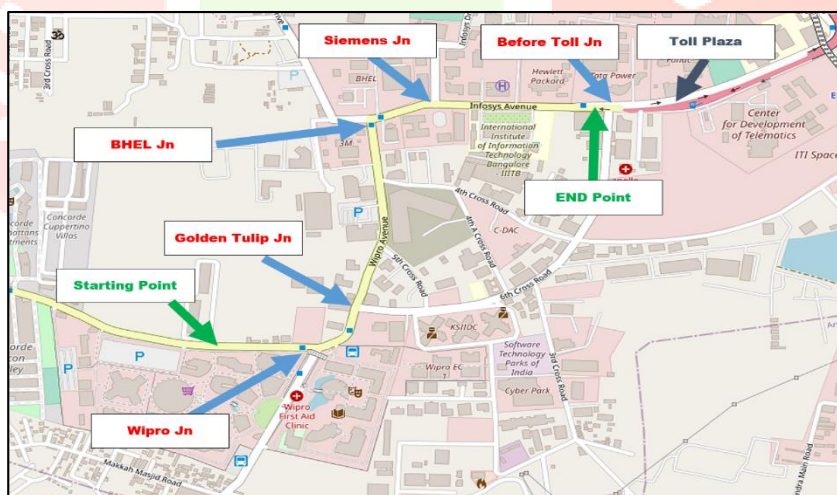 3rd Cross Road
Siemens Jn
Before Toll Jn
Toll Plaza
BHEL
Hewlett
Packard
Tata Power
Infosys Avenue
BHEL Jn
3M
International
Institute
of Information
Technology
Bangalore
- IIITB
Center
for Development
of Telematics
ITI Space
END Point
4th Cross Road
C-DAC
4th A Cross Road
Concorde
Cuppertino
Villas
Golden Tulip Jn
Wipro Avenue
5th Cross Road
6th Cross Road
Starting Point
KSIIDC
Software
Technology
Parks of
India
3rd Cross Road
Wipro EC
1
Cyber Park
Wipro
First Aid
Clinic
Wipro Jn
Makkah Masjid Road
Main Road